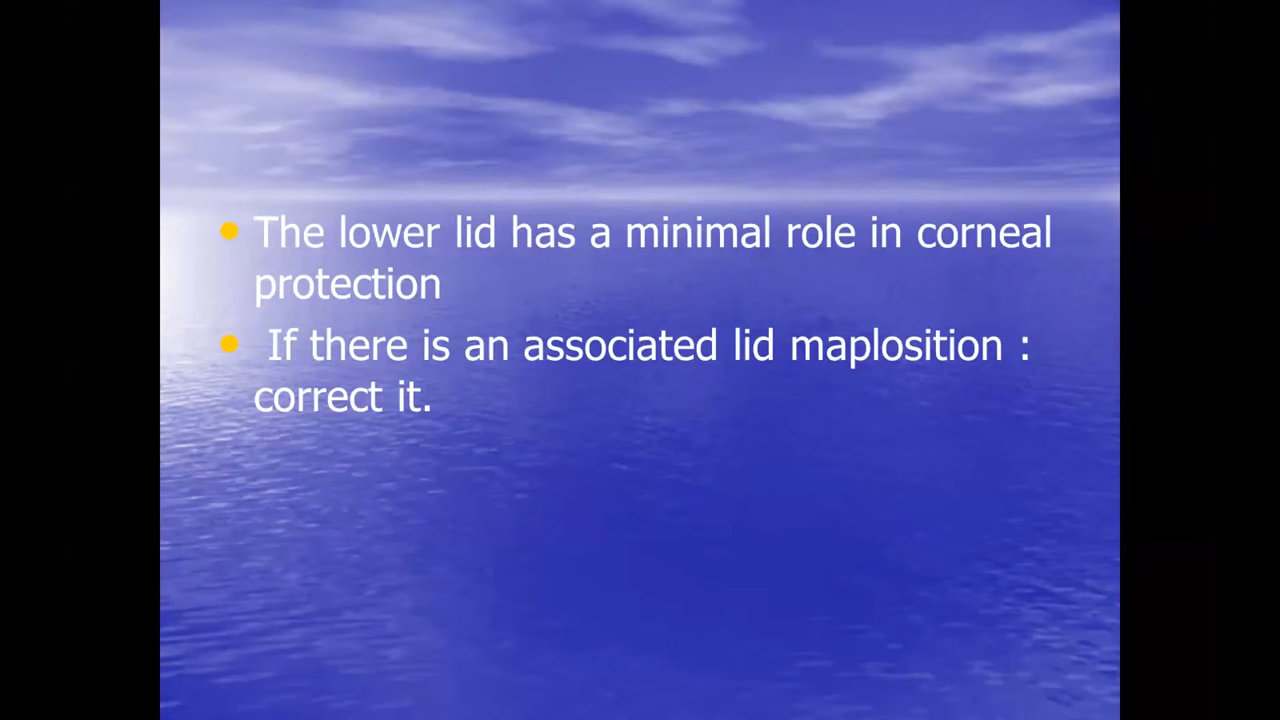 The lower lid has a minimal role in corneal
protection
If there is an associated lid maplosition :
correct it.